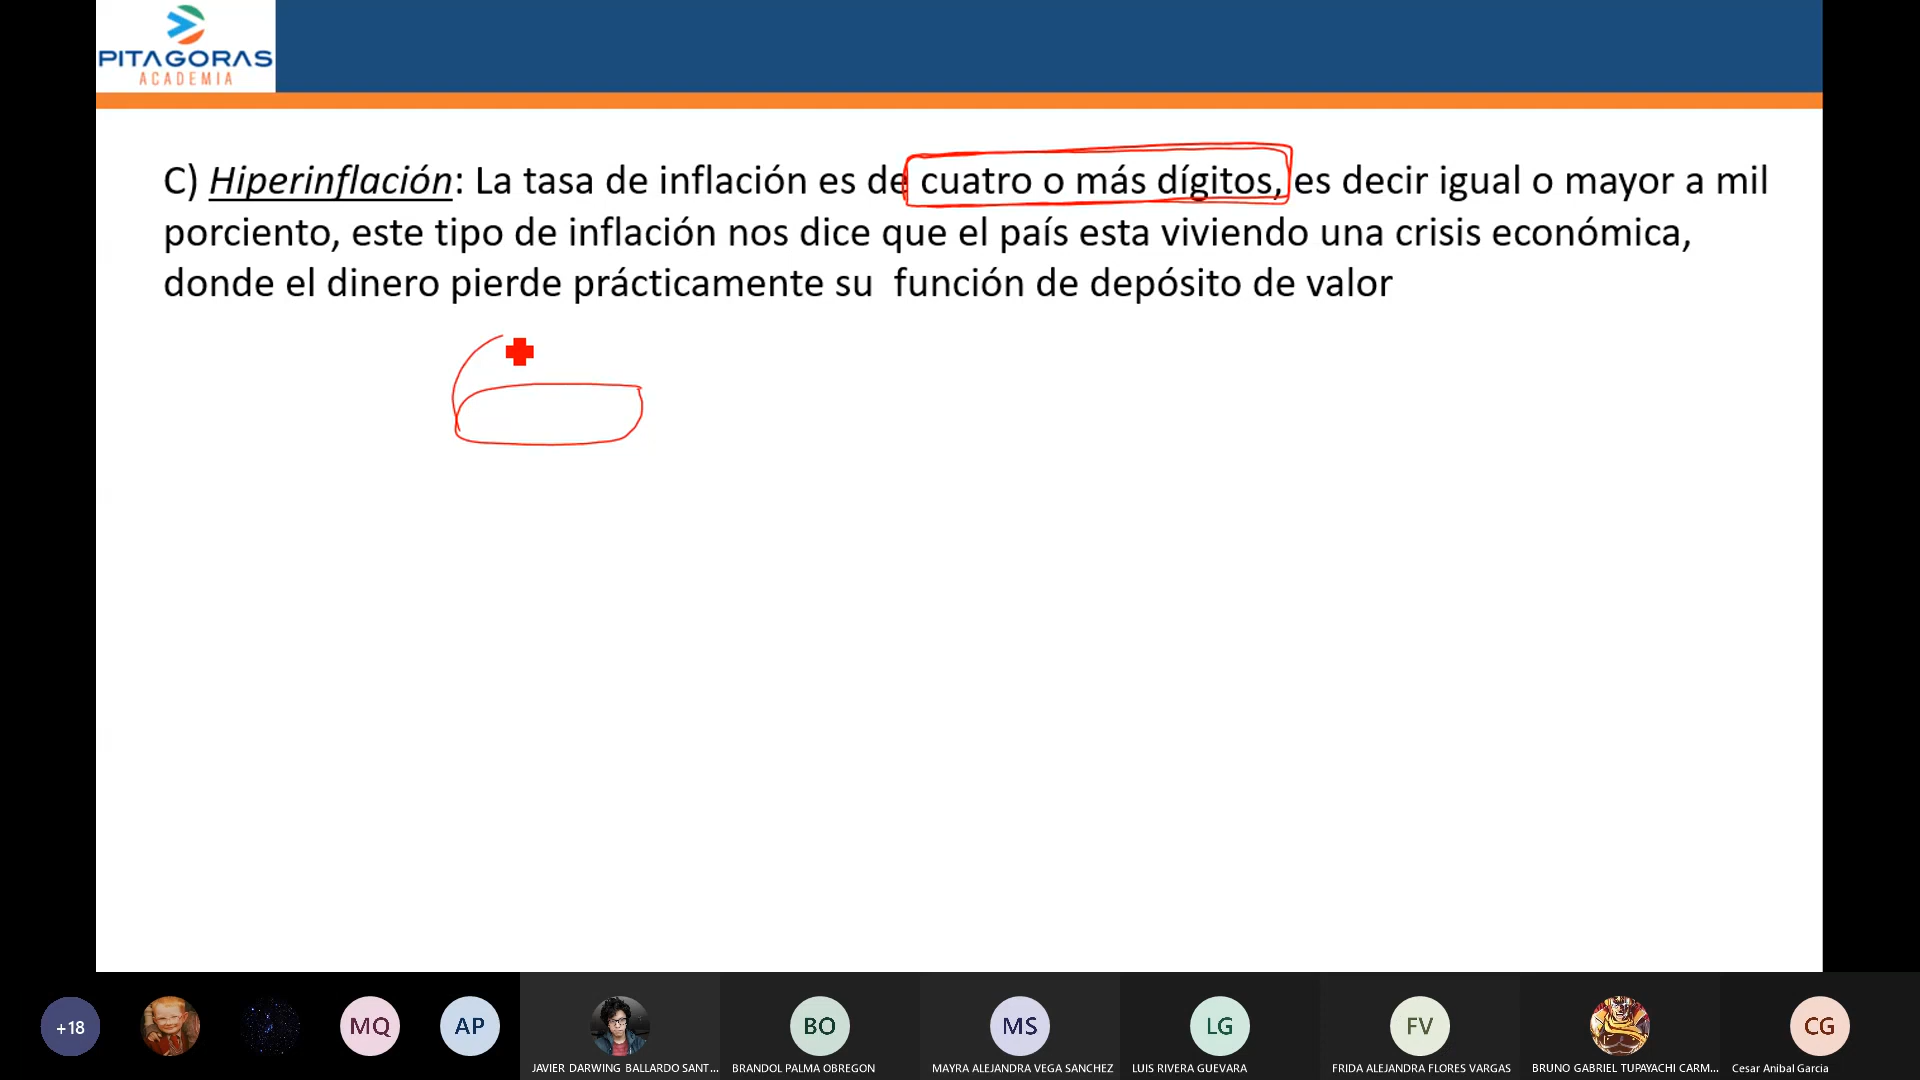 PITAGORAS
ACADEMIA
C) Hiperinflación: La tasa de inflación es de cuatro o más dígitos, es decir igual o mayor a mil
porciento, este tipo de inflación nos dice que el país esta viviendo una crisis económica,
donde el dinero pierde prácticamente su función de depósito de valor
+18
MQ
AP
BO
MS
LG
FV
CG
JAVIER DARWING BALLARDO SANT...
BRANDOL PALMA OBREGON
MAYRA ALEJANDRA VEGA SANCHEZ
LUIS RIVERA GUEVARA
FRIDA ALEJANDRA FLORES VARGAS
BRUNO GABRIEL TUPAYACHI CARM...
Cesar Anibal Garcia